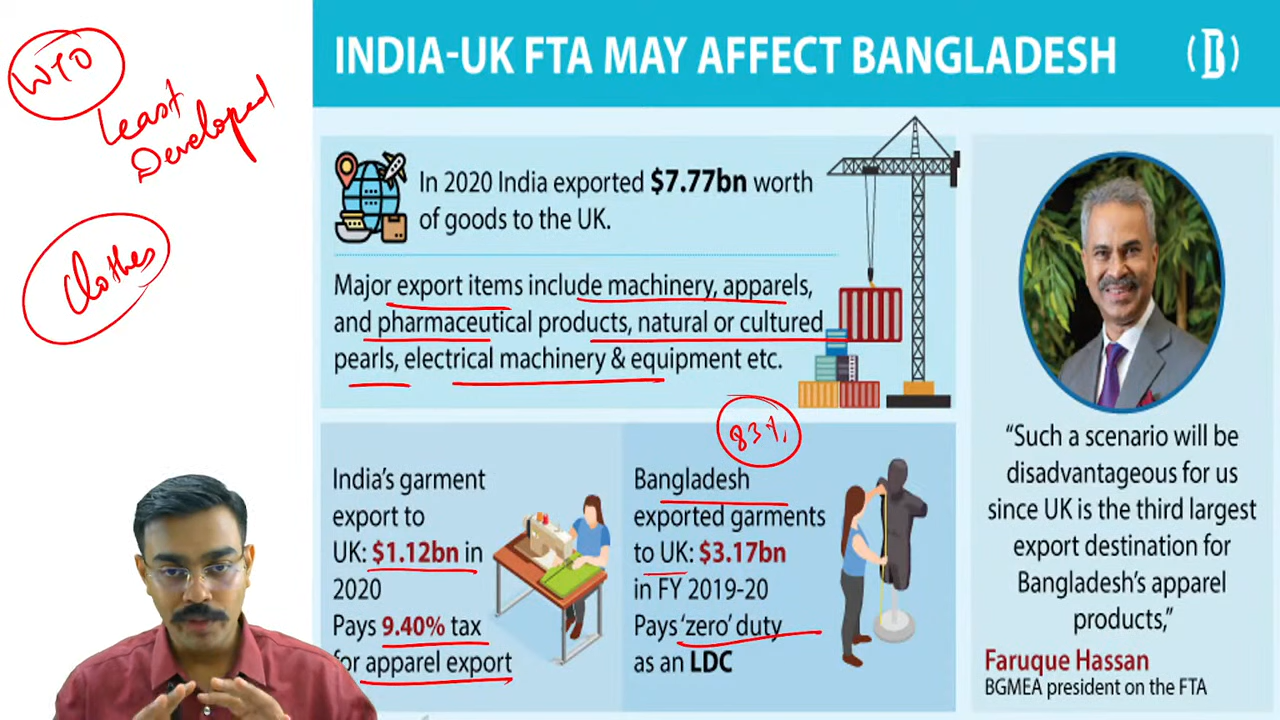 WTO
Least
Developed
Clothes
INDIA-UK FTA MAY AFFECT BANGLADESH
In 2020 India exported $7.77bn worth
of goods to the UK.
Major export items include machinery, apparels,
and pharmaceutical products, natural or cultured
pearls, electrical machinery & equipment etc.
83%
India's garment
export to
UK: $1.12bn in
2020
Pays 9.40% tax
for apparel export
Bangladesh
exported garments
to UK: $3.17bn
in FY 2019-20
Pays 'zero' duty
as an LDC
“Such a scenario will be
disadvantageous for us
since UK is the third largest
export destination for
Bangladesh's apparel
products,”
Faruque Hassan
BGMEA president on the FTA